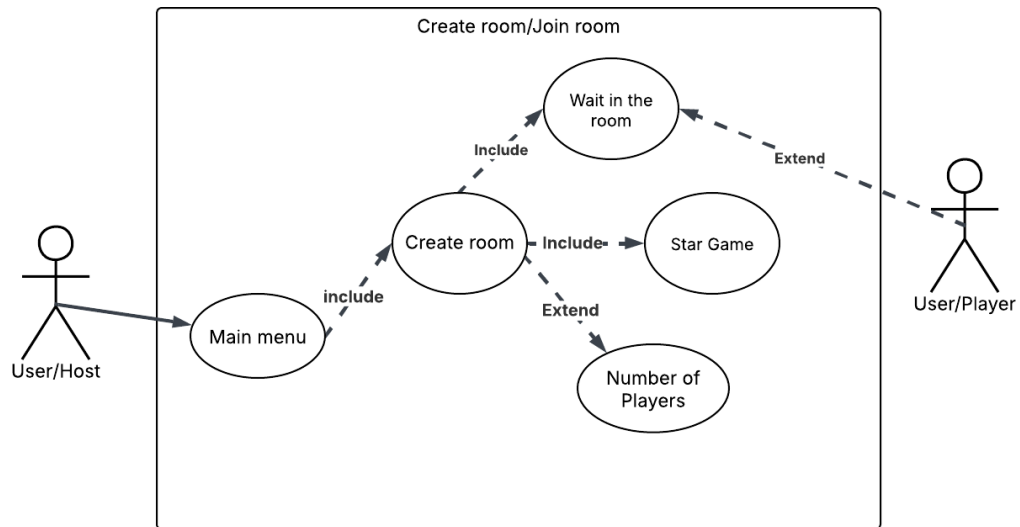 Create room/Join room
Wait in the
room
Include
Extend
Create room
Include
Star Game
include
Extend
User/Player
Main menu
User/Host
Number of
Players